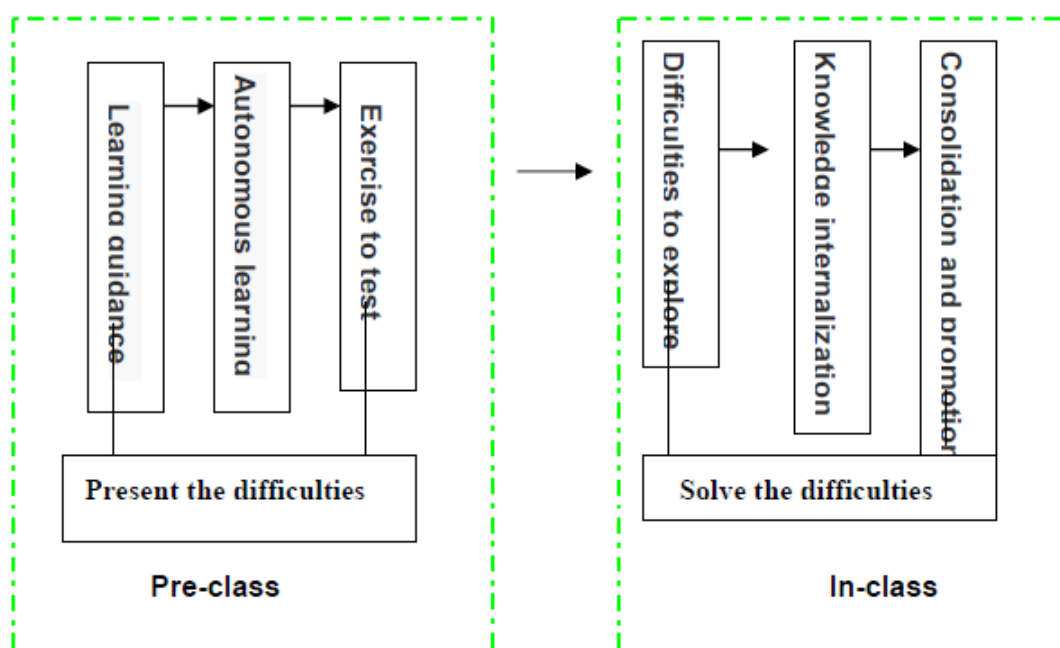 Learning guidance
Autonomous learning
Exercise to test
Present the difficulties
Pre-class
Difficulties to explore
Knowledge internalization
Consolidation and promotion
Solve the difficulties
In-class